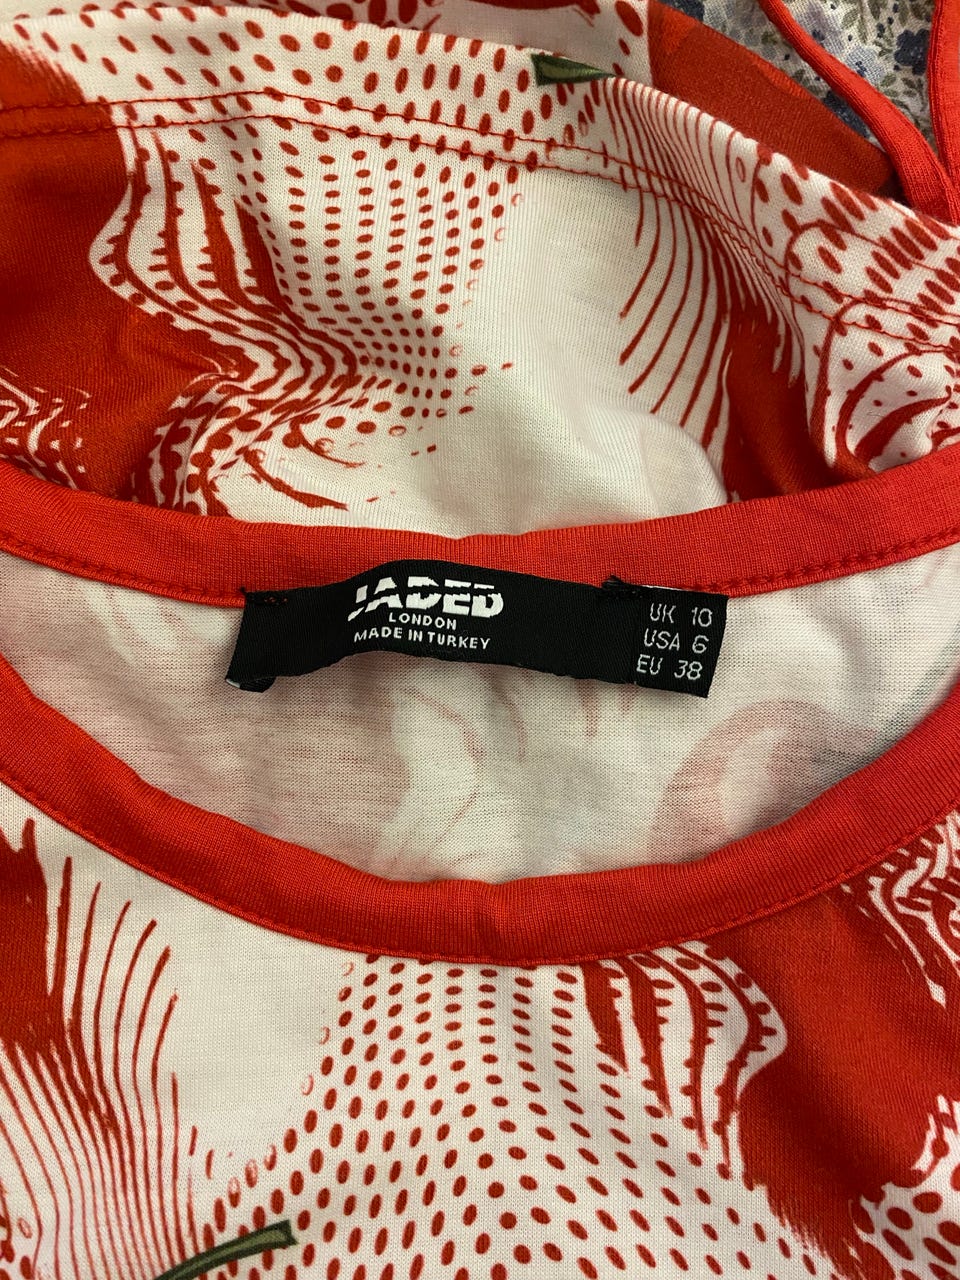 JADED
LONDON
MADE IN TURKEY
UK 10
USA 6
EU 38